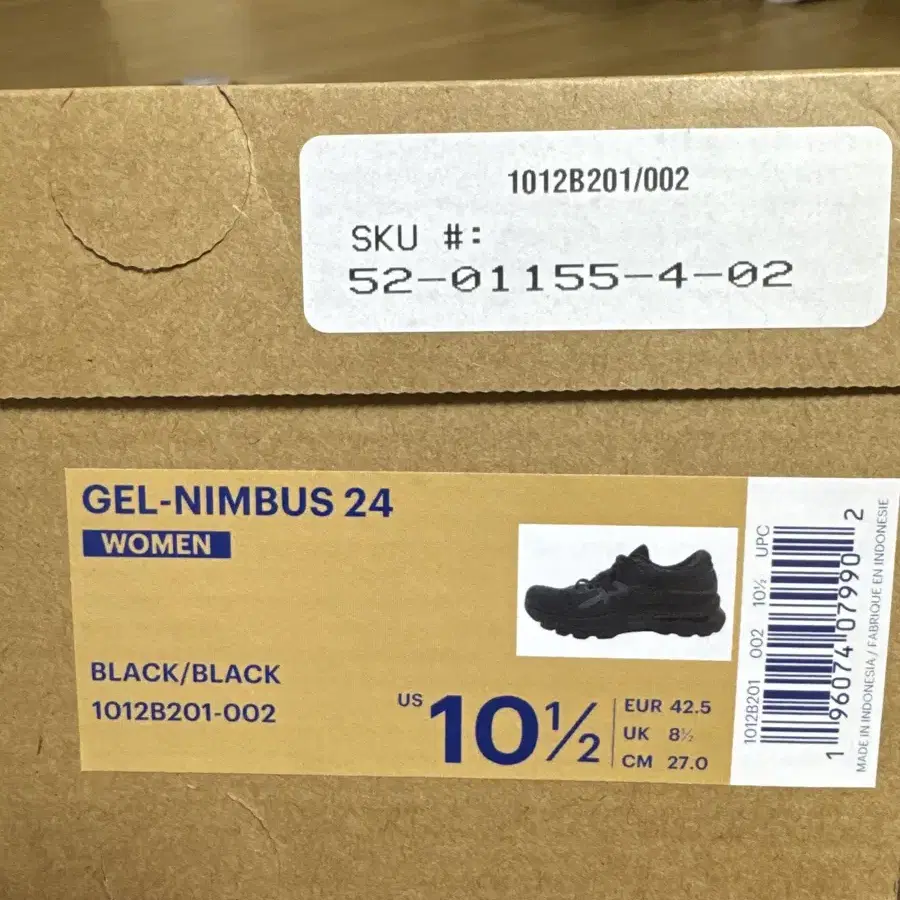 1012B201/002
SKU #:
52-01155-4-02
GEL-NIMBUS 24
WOMEN
BLACK/BLACK
1012B201-002
US 10½
EUR 42.5
UK 8½
CM 27.0
1012B201 002 10½ UPC
1 96074 07990 2
MADE IN INDONESIA / FABRIQUE EN INDONESIE